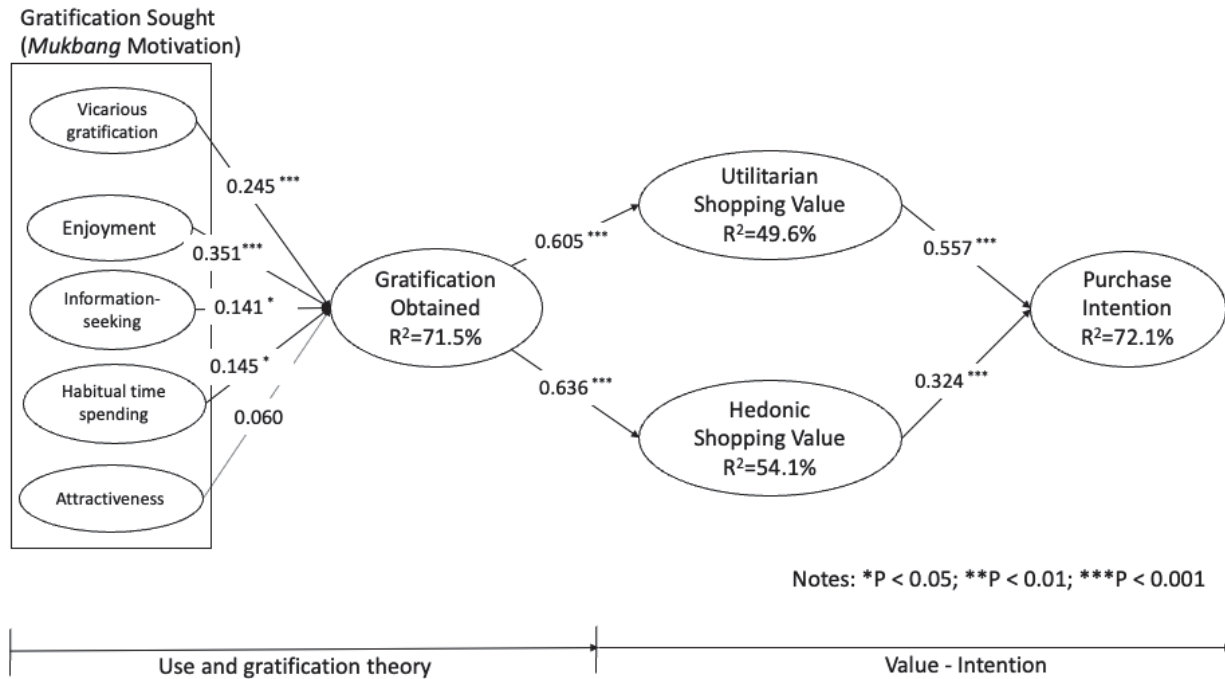 Gratification Sought
(Mukbang Motivation)
Vicarious
gratification
0.245 ***
Enjoyment
0.351***
Information-
seeking
0.141 *
Habitual time
spending
0.145 *
0.060
Attractiveness
Gratification
Obtained
R²=71.5%
0.605 ***
0.636 ***
Utilitarian
Shopping Value
R²=49.6%
Hedonic
Shopping Value
R²=54.1%
0.557 ***
0.324 ***
Purchase
Intention
R²=72.1%
Notes: *P < 0.05; **P < 0.01; ***P < 0.001
Use and gratification theory
Value - Intention